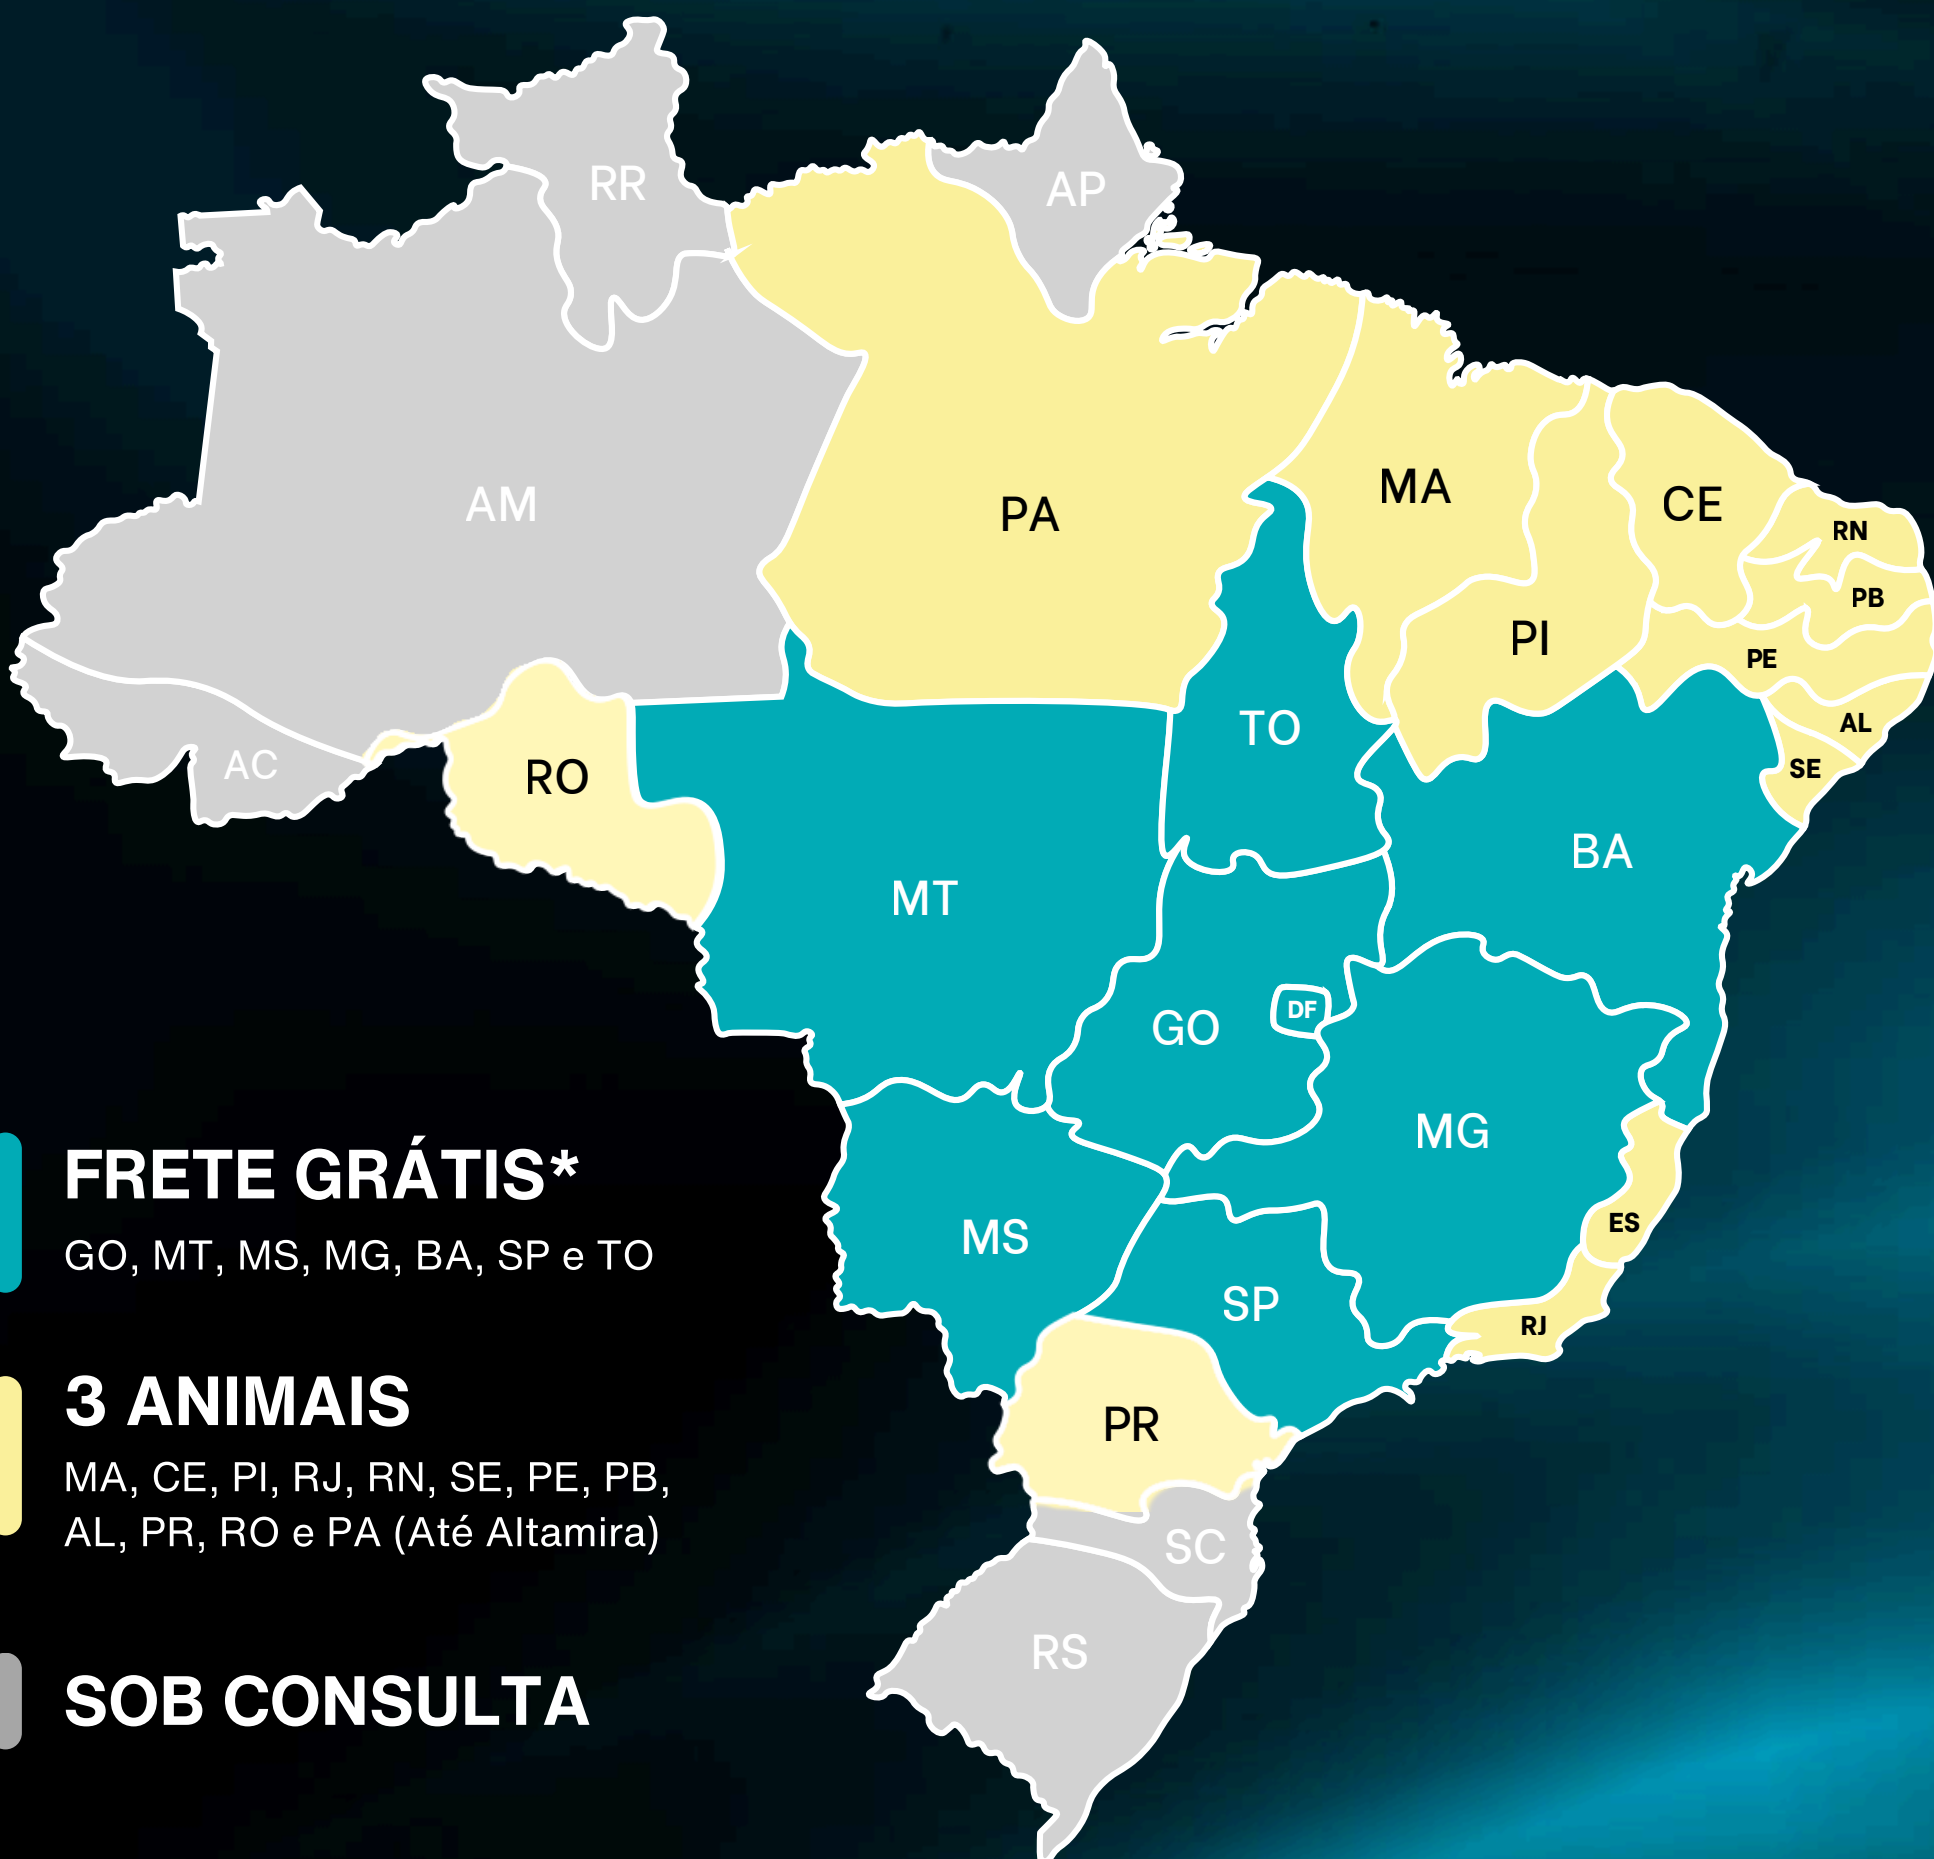 RR
AP
AM
PA
MA
CE
RN
PB
PI
PE
AL
SE
TO
AC
RO
BA
MT
GO
DF
MG
ES
MS
SP
RJ
PR
SC
RS
FRETE GRÁTIS*
GO, MT, MS, MG, BA, SP e TO
3 ANIMAIS
MA, CE, PI, RJ, RN, SE, PE, PB,
AL, PR, RO e PA (Até Altamira)
SOB CONSULTA